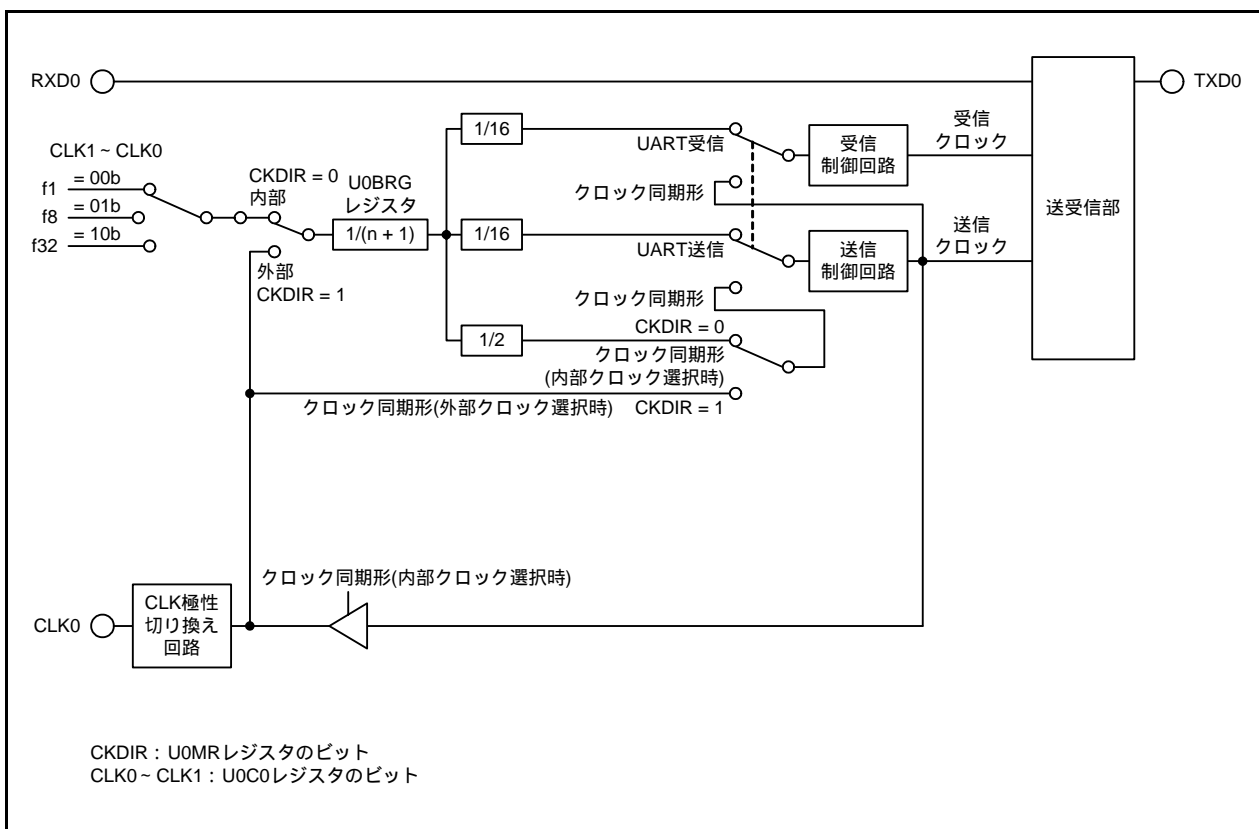 RXD0
TXD0
CLK1～CLK0
f1
= 00b
f8
= 01b
f32
= 10b
CKDIR = 0
内部
外部
CKDIR = 1
U0BRG
レジスタ
1/(n + 1)
1/16
UART受信
受信
制御回路
受信
クロック
クロック同期形
1/16
UART送信
送信
制御回路
送信
クロック
送受信部
クロック同期形
1/2
CKDIR = 0
クロック同期形
(内部クロック選択時)
クロック同期形(外部クロック選択時)
CKDIR = 1
クロック同期形(内部クロック選択時)
CLK0
CLK極性
切り換え
回路
CKDIR：U0MRレジスタのビット
CLK0～CLK1：U0C0レジスタのビット